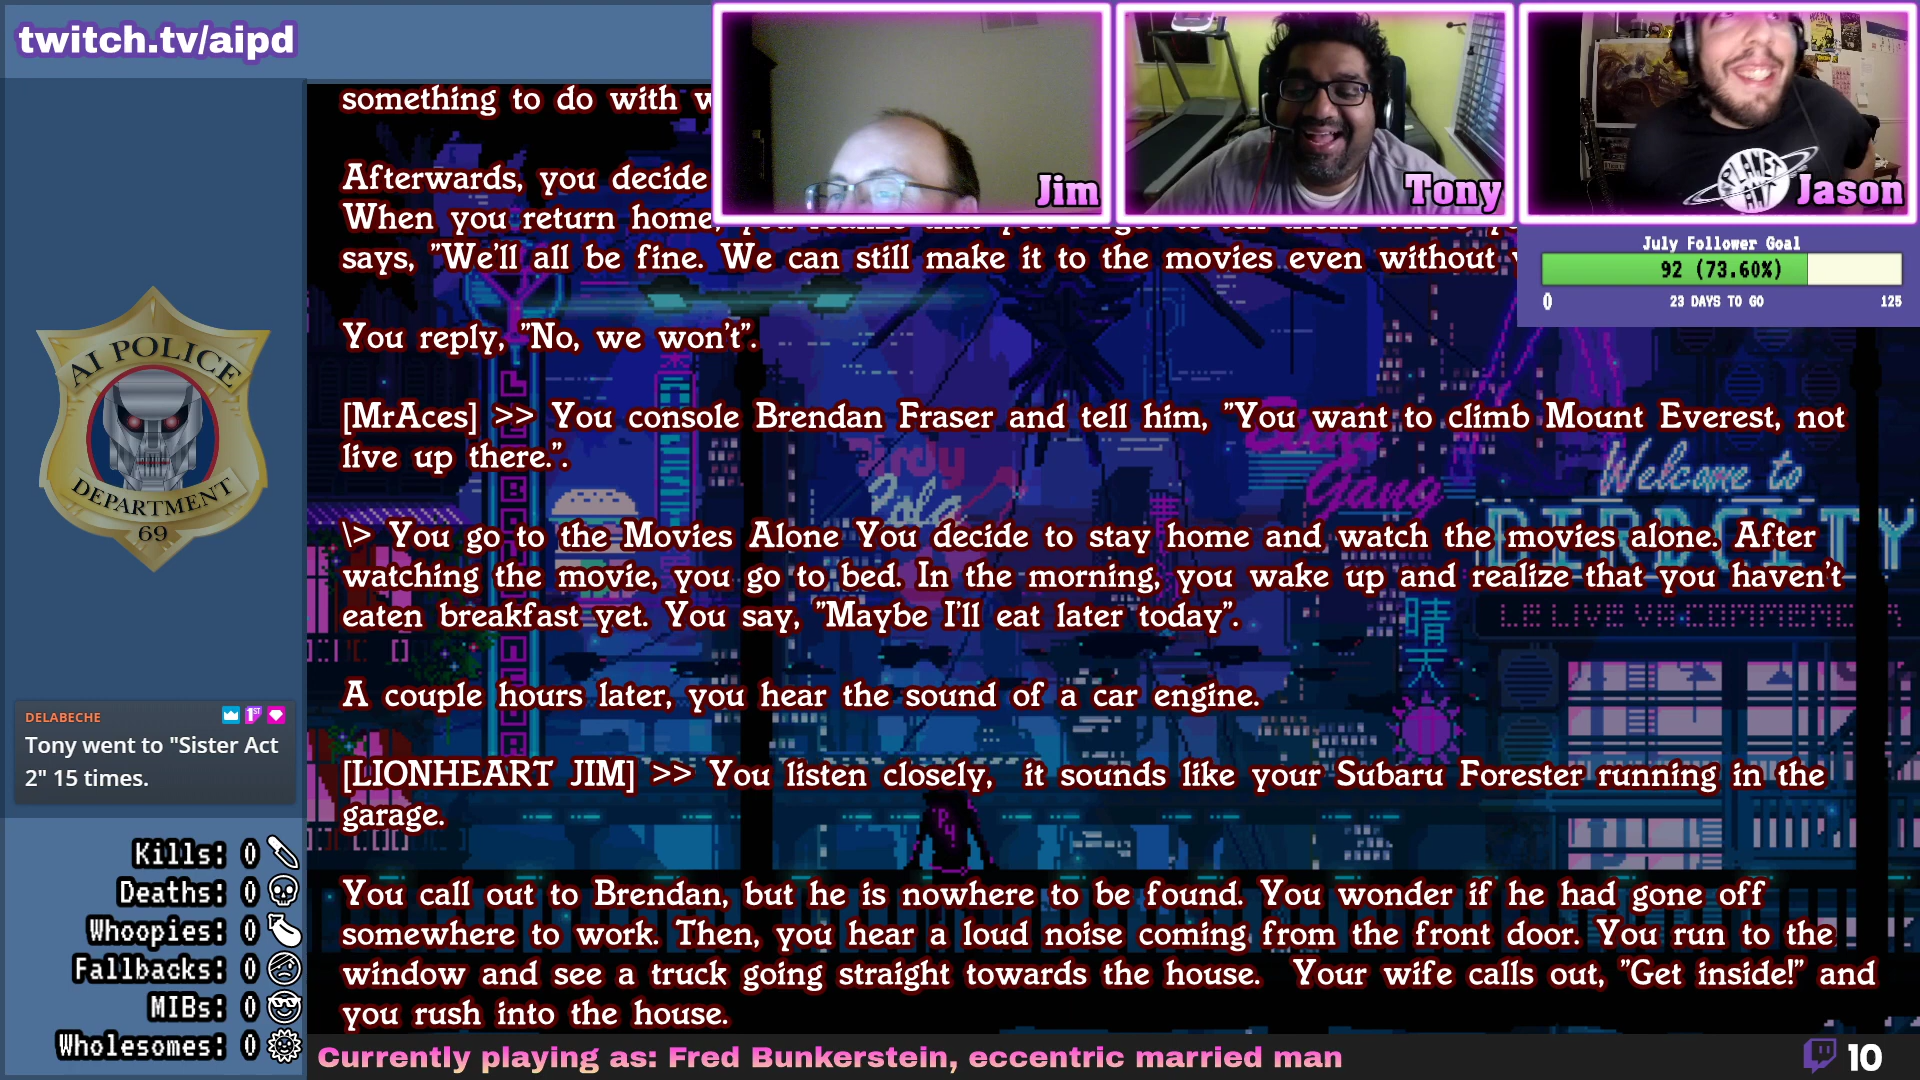 twitch.tv/aipd
Jim
Tony
Jason
PLANET
July Follower Goal
92 (73.60%)
0
23 DAYS TO GO
125
something to do with
Afterwards, you decide
When you return home,
says, "We'll all be fine. We can still make it to the movies even without
You reply, "No, we won't".
[MrAces] >> You console Brendan Fraser and tell him, "You want to climb Mount Everest, not
live up there.".
\> You go to the Movies Alone You decide to stay home and watch the movies alone. After
watching the movie, you go to bed. In the morning, you wake up and realize that you haven't
eaten breakfast yet. You say, "Maybe I'll eat later today".
A couple hours later, you hear the sound of a car engine.
[LIONHEART JIM] >> You listen closely,  it sounds like your Subaru Forester running in the
garage.
You call out to Brendan, but he is nowhere to be found. You wonder if he had gone off
somewhere to work. Then, you hear a loud noise coming from the front door. You run to the
window and see a truck going straight towards the house.  Your wife calls out, "Get inside!" and
you rush into the house.
Gang
Welcome to
晴
天
AI POLICE
DEPARTMENT
69
DELABECHE
1ST
Tony went to "Sister Act
2" 15 times.
Kills: 0
Deaths: 0
Whoopies: 0
Fallbacks: 0
MIBs: 0
Wholesomes: 0
Currently playing as: Fred Bunkerstein, eccentric married man
10